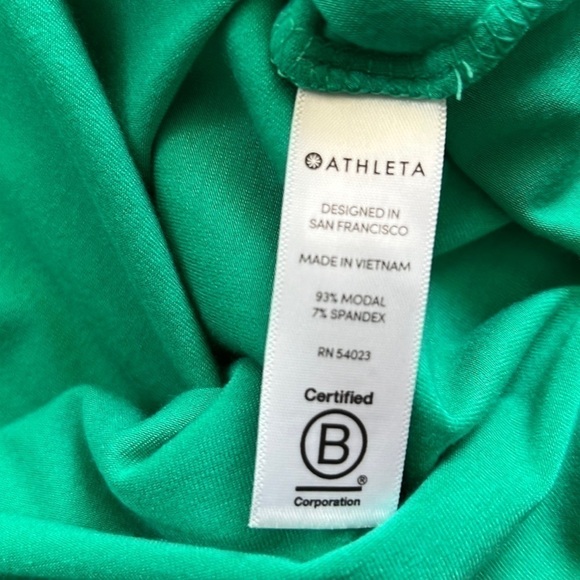 ATHLETA
DESIGNED IN
SAN FRANCISCO
MADE IN VIETNAM
93% MODAL
7% SPANDEX
RN 54023
Certified
B
®
Corporation